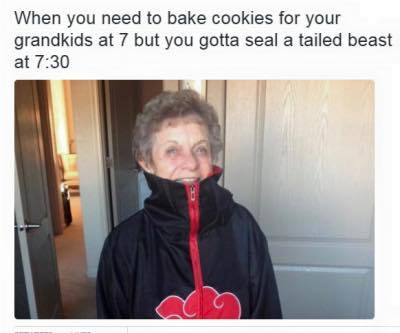 When you need to bake cookies for your
grandkids at 7 but you gotta seal a tailed beast
at 7:30